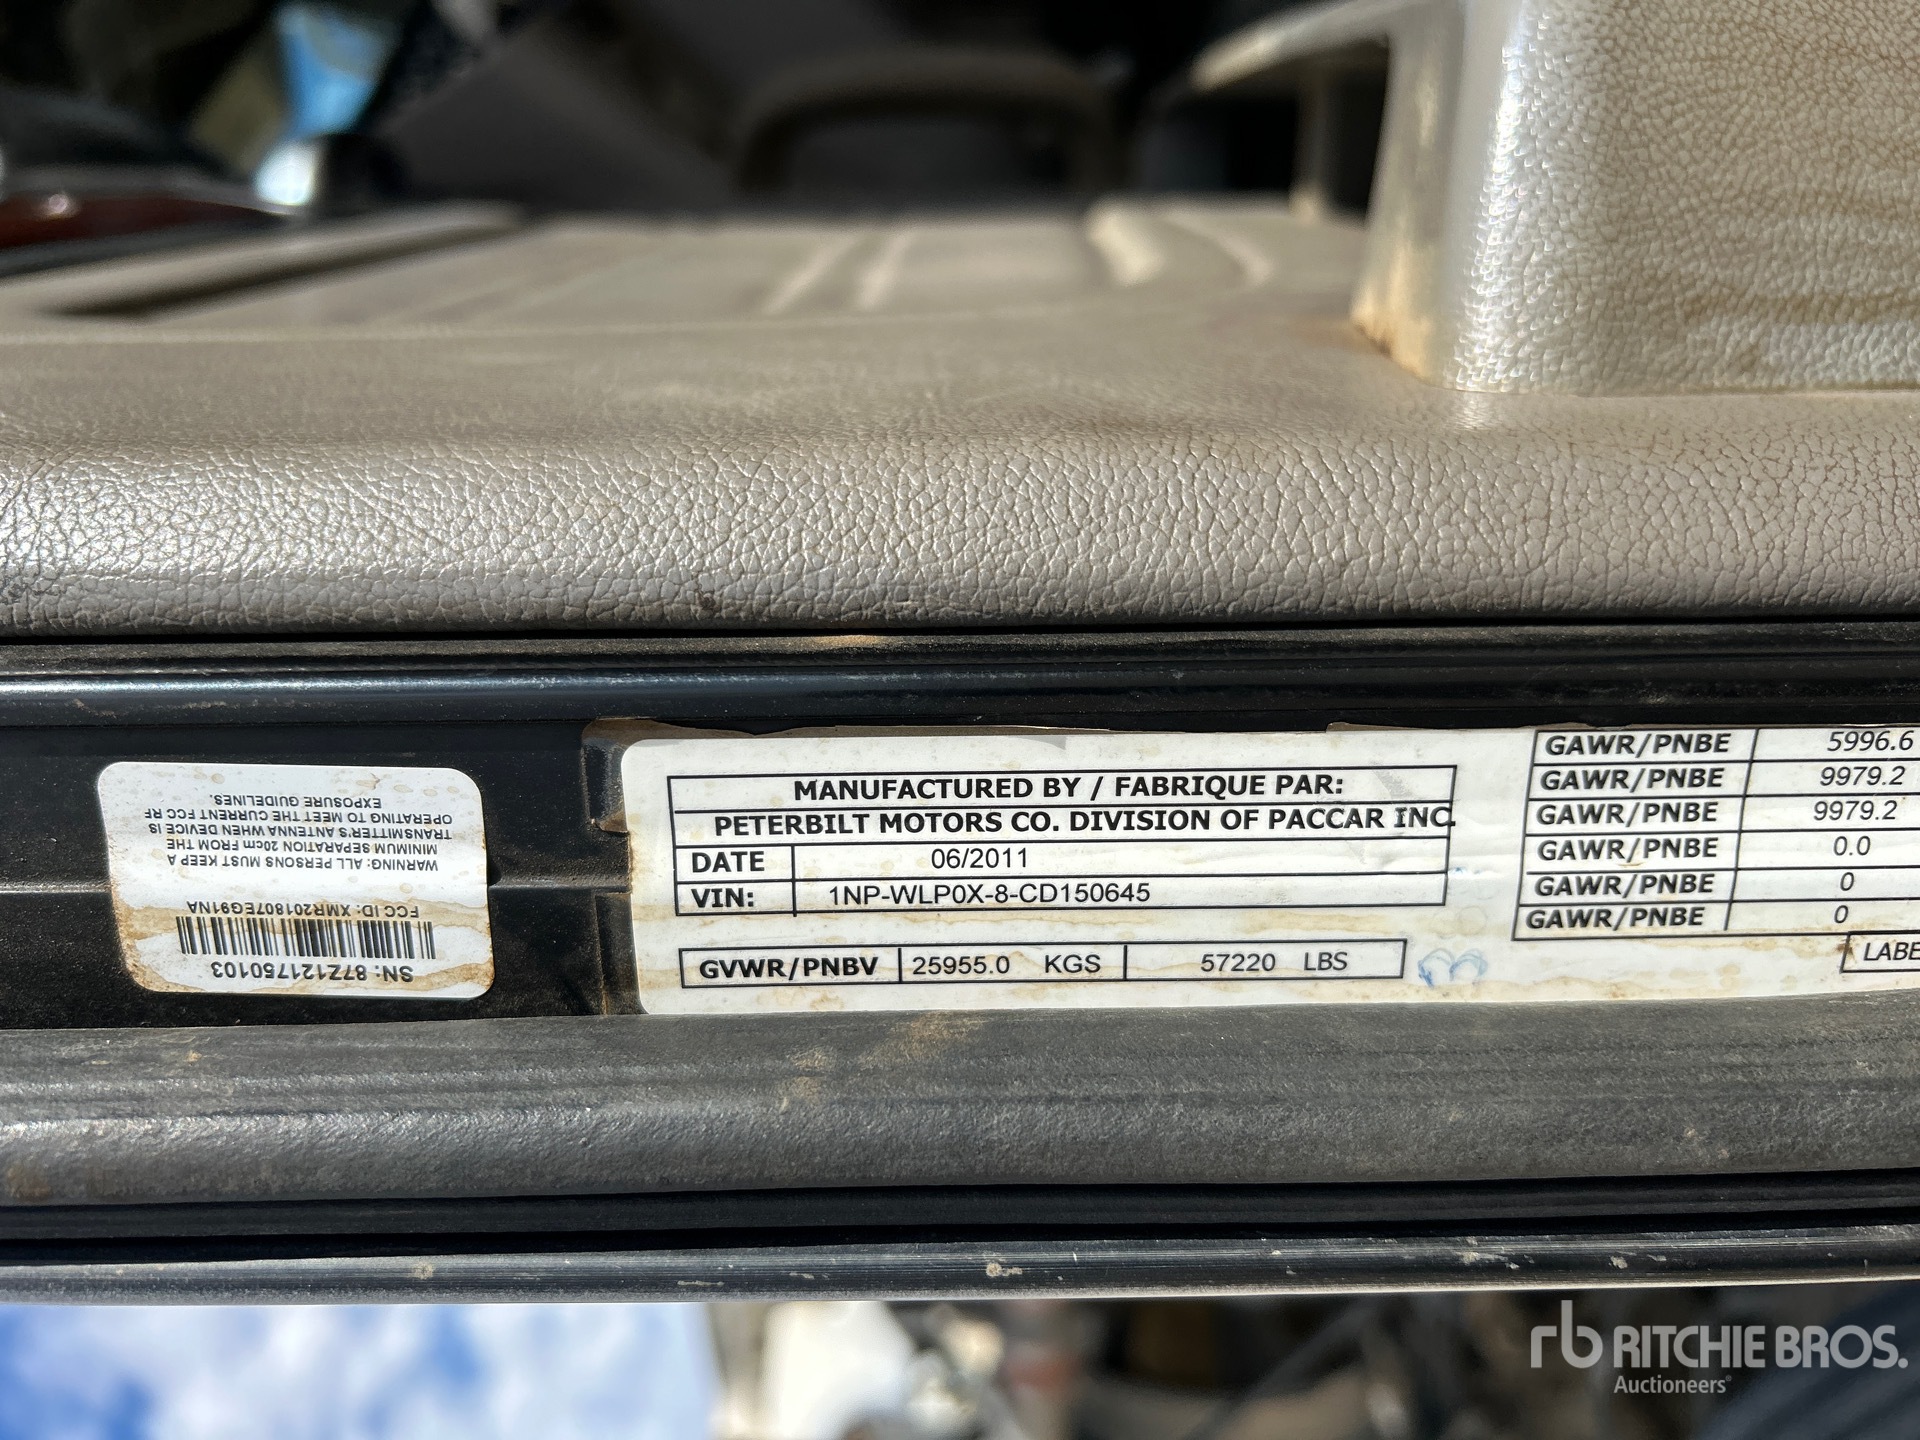 MANUFACTURED BY / FABRIQUE PAR:
PETERBILT MOTORS CO. DIVISION OF PACCAR INC.
DATE 06/2011
VIN: 1NP-WLP0X-8-CD150645
GVWR/PNBV 25955.0 KGS 57220 LBS
GAWR/PNBE 5996.6
GAWR/PNBE 9979.2
GAWR/PNBE 9979.2
GAWR/PNBE 0.0
GAWR/PNBE 0
GAWR/PNBE 0
LABE
SN: 87Z121750103
FCC ID: XMR201807EG91NA
WARNING: ALL PERSONS MUST KEEP A
MINIMUM SEPARATION 20cm FROM THE
TRANSMITTER'S ANTENNA WHEN DEVICE IS
OPERATING TO MEET THE CURRENT FCC RF
EXPOSURE GUIDELINES.
rb RITCHIE BROS.
Auctioneers